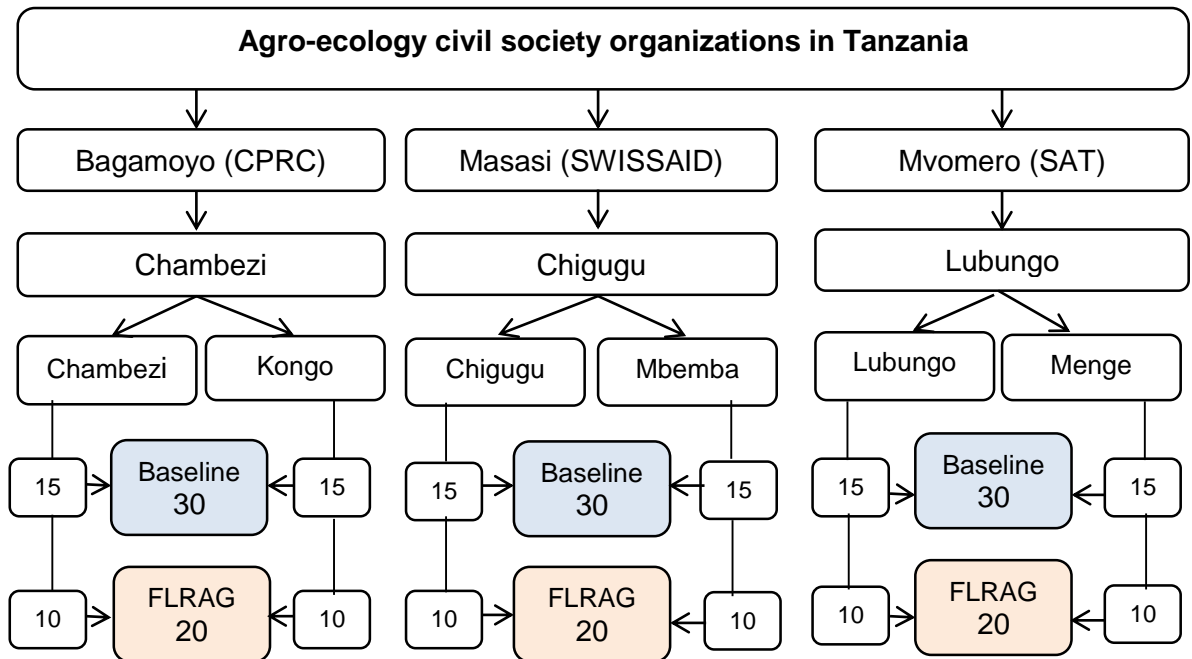 Agro-ecology civil society organizations in Tanzania
Bagamoyo (CPRC)
Masasi (SWISSAID)
Mvomero (SAT)
Chambezi
Chigugu
Lubungo
Chambezi
Kongo
Chigugu
Mbemba
Lubungo
Menge
15
Baseline
30
15
15
Baseline
30
15
15
Baseline
30
15
10
FLRAG
20
10
10
FLRAG
20
10
10
FLRAG
20
10